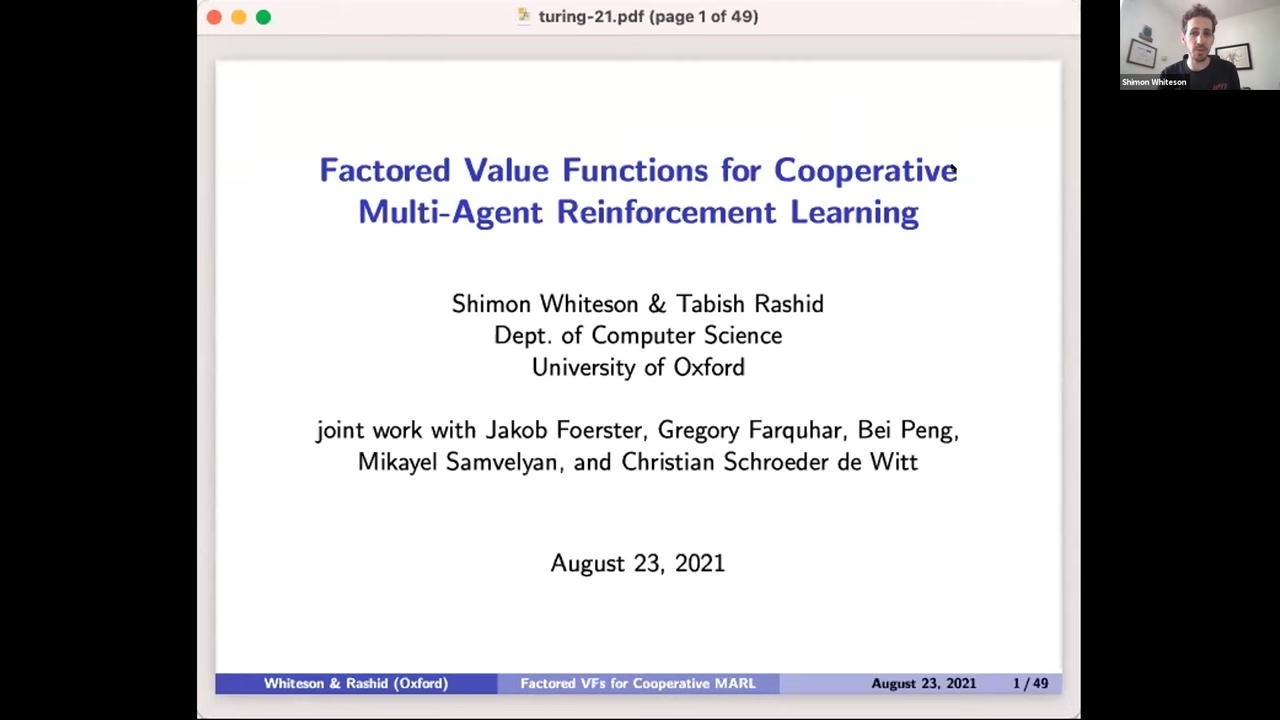 turing-21.pdf (page 1 of 49)
Shimon Whiteson
Factored Value Functions for Cooperative
Multi-Agent Reinforcement Learning
Shimon Whiteson & Tabish Rashid
Dept. of Computer Science
University of Oxford
joint work with Jakob Foerster, Gregory Farquhar, Bei Peng,
Mikayel Samvelyan, and Christian Schroeder de Witt
August 23, 2021
Whiteson & Rashid (Oxford) Factored VFs for Cooperative MARL August 23, 2021 1 / 49